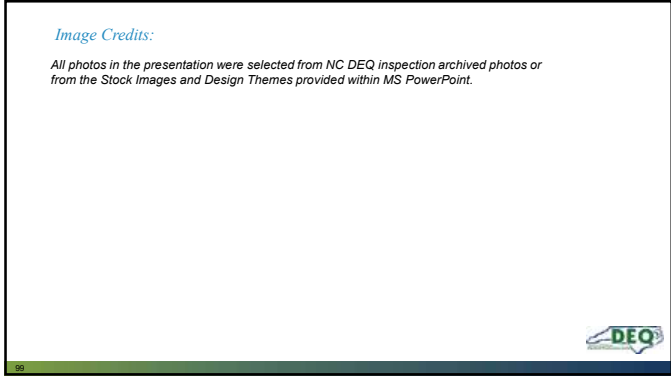 Image Credits:
All photos in the presentation were selected from NC DEQ inspection archived photos or
from the Stock Images and Design Themes provided within MS PowerPoint.
DEQ
99